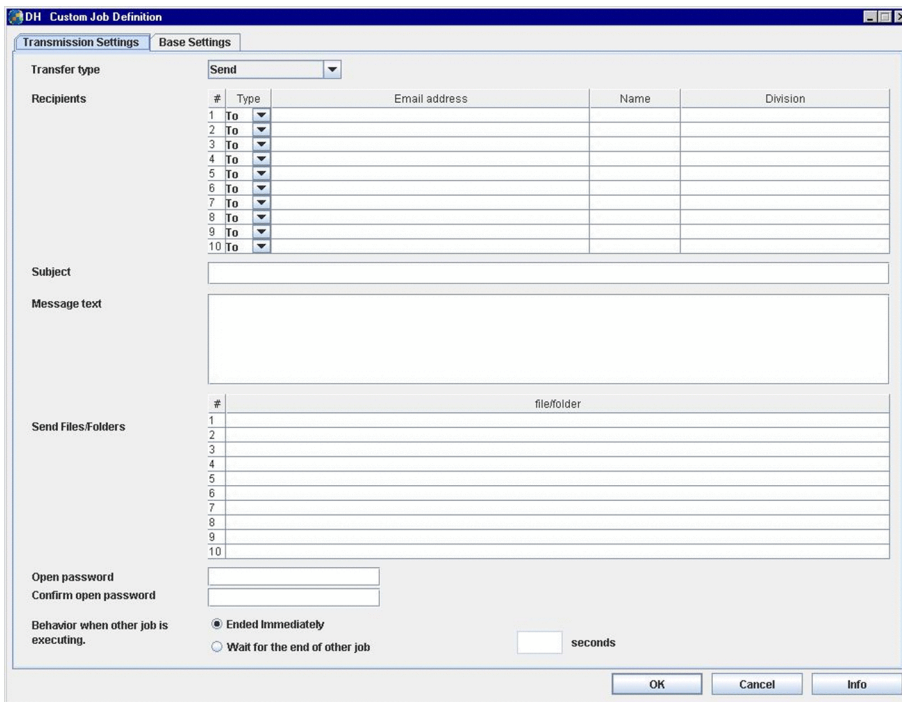 DH Custom Job Definition
Transmission Settings Base Settings
Transfer type Send
Recipients # Type Email address Name Division
1 To
2 To
3 To
4 To
5 To
6 To
7 To
8 To
9 To
10 To
Subject
Message text
# file/folder
Send Files/Folders
1
2
3
4
5
6
7
8
9
10
Open password
Confirm open password
Behavior when other job is
executing.
Ended Immediately
Wait for the end of other job seconds
OK Cancel Info